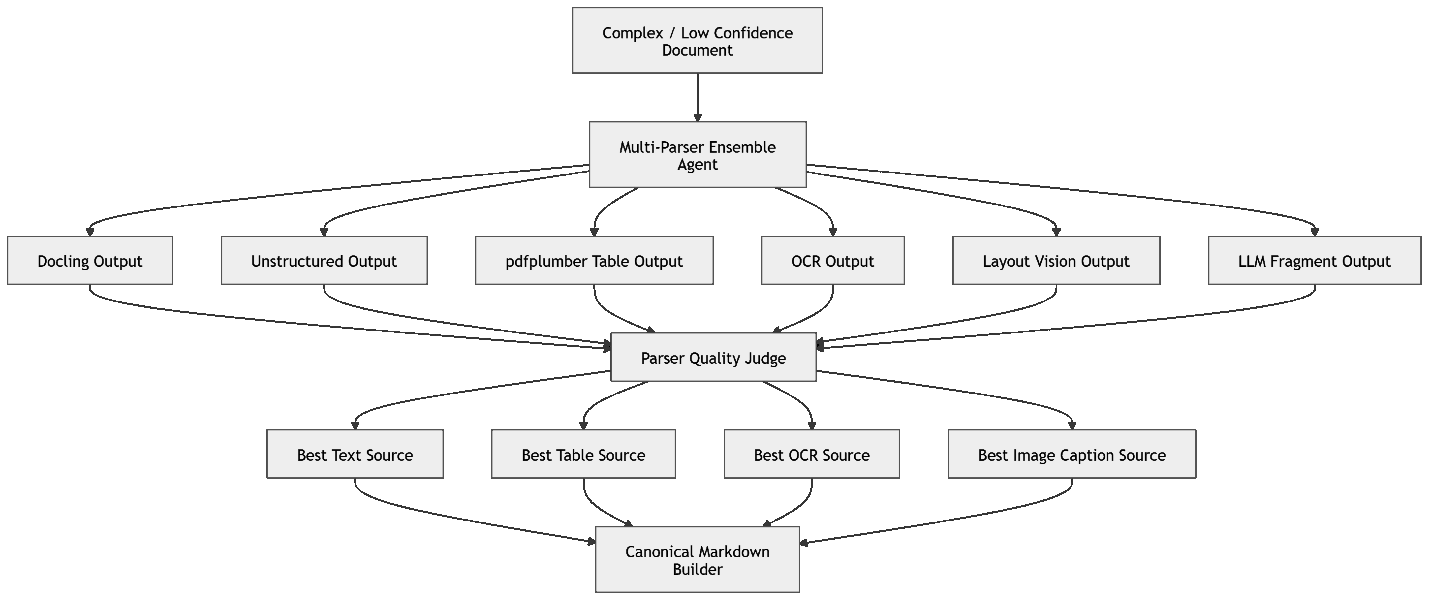 Complex / Low Confidence
Document
Multi-Parser Ensemble
Agent
Docling Output
Unstructured Output
pdfplumber Table Output
OCR Output
Layout Vision Output
LLM Fragment Output
Parser Quality Judge
Best Text Source
Best Table Source
Best OCR Source
Best Image Caption Source
Canonical Markdown
Builder